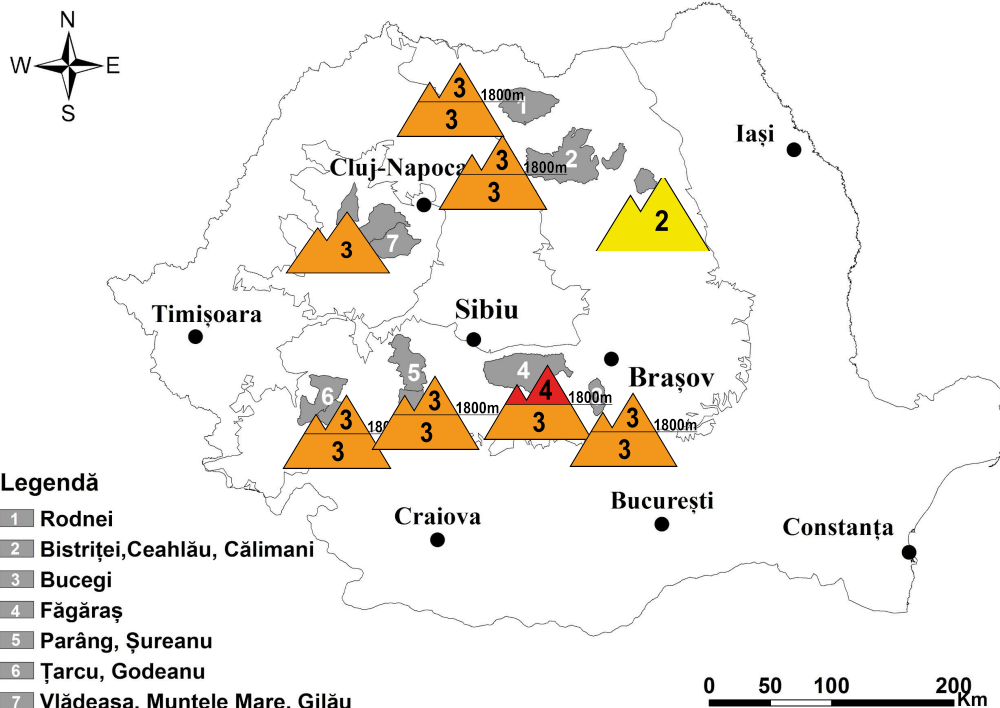 N
W E
S
3 1800m 1
3
Iași
3 1800m 2
3
Cluj-Napoca
2
3 7
Timișoara
Sibiu
5
4
Brașov
6
3 1800m
3
4 1800m
3
3 180
3
3 1800m
3
Legendă
1 Rodnei
2 Bistriței,Ceahlău, Călimani
3 Bucegi
4 Făgăraș
5 Parâng, Șureanu
6 Țarcu, Godeanu
7 Vlădeasa, Muntele Mare, Gilău
Craiova
București
Constanța
0 50 100 200
Km